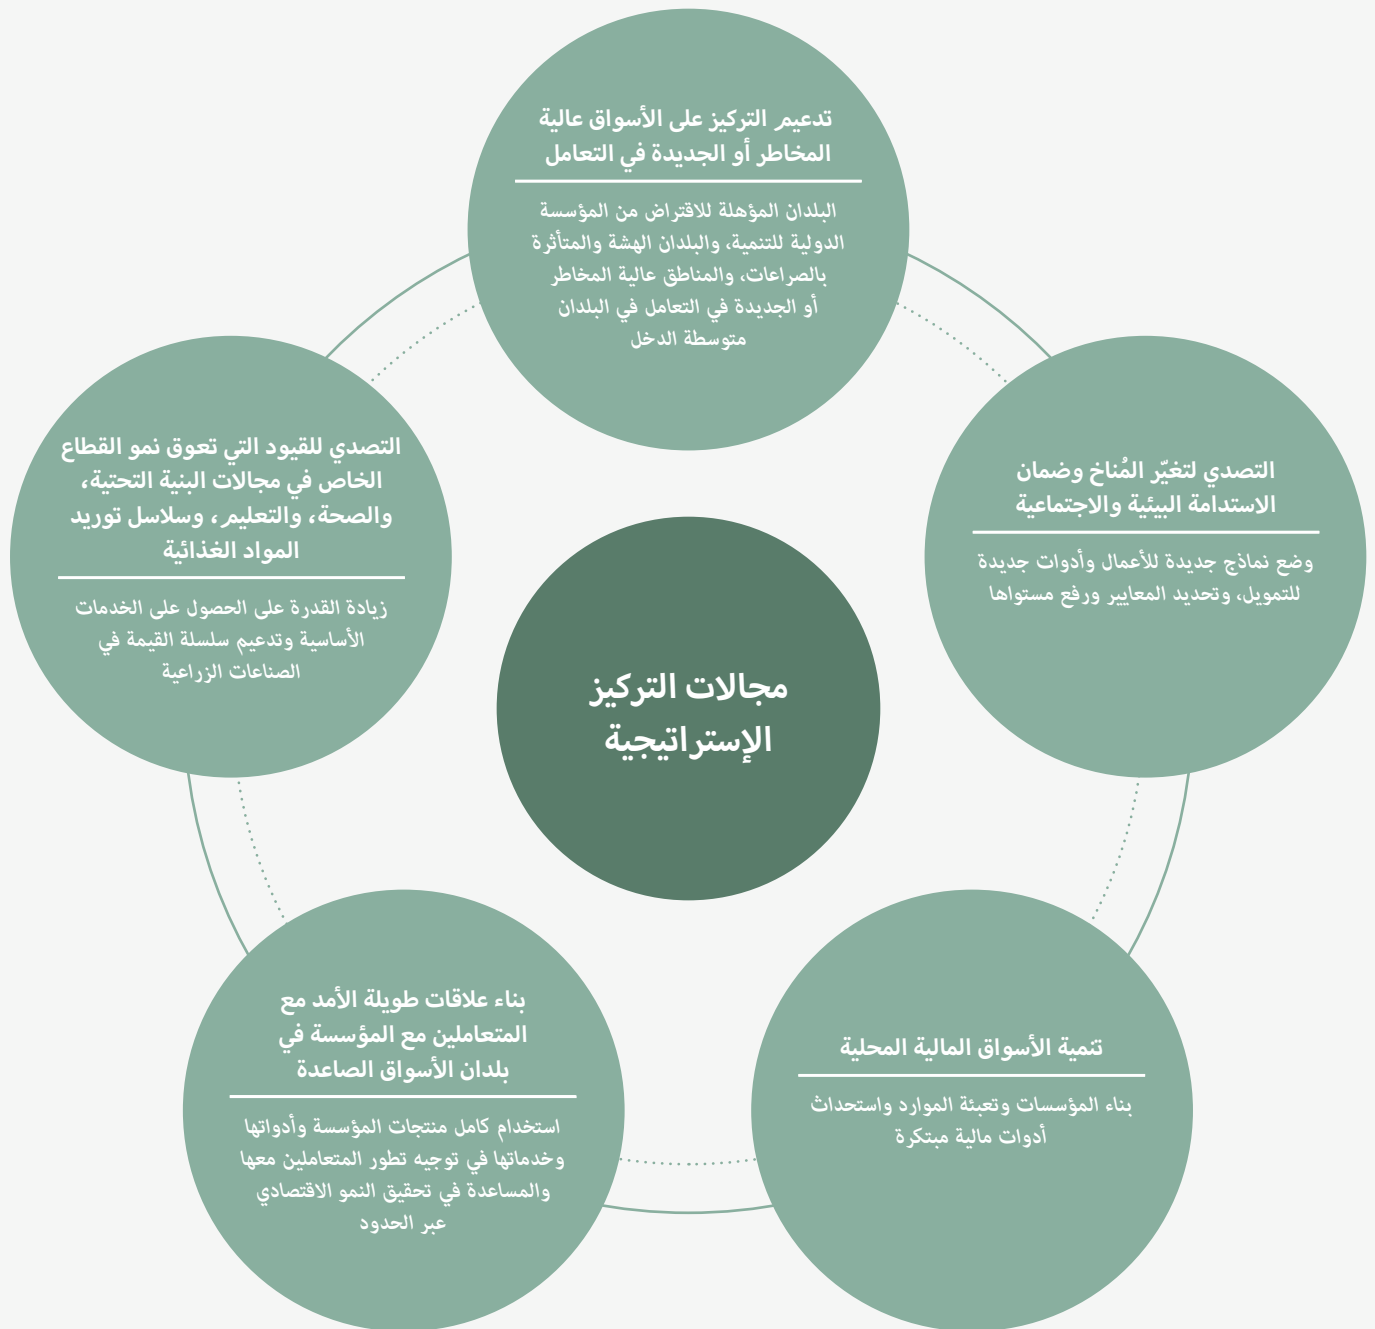 تدعيم التركيز على الأسواق عالية
المخاطر أو الجديدة في التعامل
البلدان المؤهلة للاقتراض من المؤسسة
الدولية للتنمية، والبلدان الهشة والمتأثرة
بالصراعات، والمناطق عالية المخاطر
أو الجديدة في التعامل في البلدان
متوسطة الدخل
التصدي لتغيّر المُناخ وضمان
الاستدامة البيئية والاجتماعية
وضع نماذج جديدة للأعمال وأدوات جديدة
للتمويل، وتحديد المعايير ورفع مستواها
التصدي للقيود التي تعوق نمو القطاع
الخاص في مجالات البنية التحتية،
والصحة، والتعليم، وسلاسل توريد
المواد الغذائية
زيادة القدرة على الحصول على الخدمات
الأساسية وتدعيم سلسلة القيمة في
الصناعات الزراعية
مجالات التركيز
الإستراتيجية
تنمية الأسواق المالية المحلية
بناء المؤسسات وتعبئة الموارد واستحداث
أدوات مالية مبتكرة
بناء علاقات طويلة الأمد مع
المتعاملين مع المؤسسة في
بلدان الأسواق الصاعدة
استخدام كامل منتجات المؤسسة وأدواتها
وخدماتها في توجيه تطور المتعاملين معها
والمساعدة في تحقيق النمو الاقتصادي
عبر الحدود